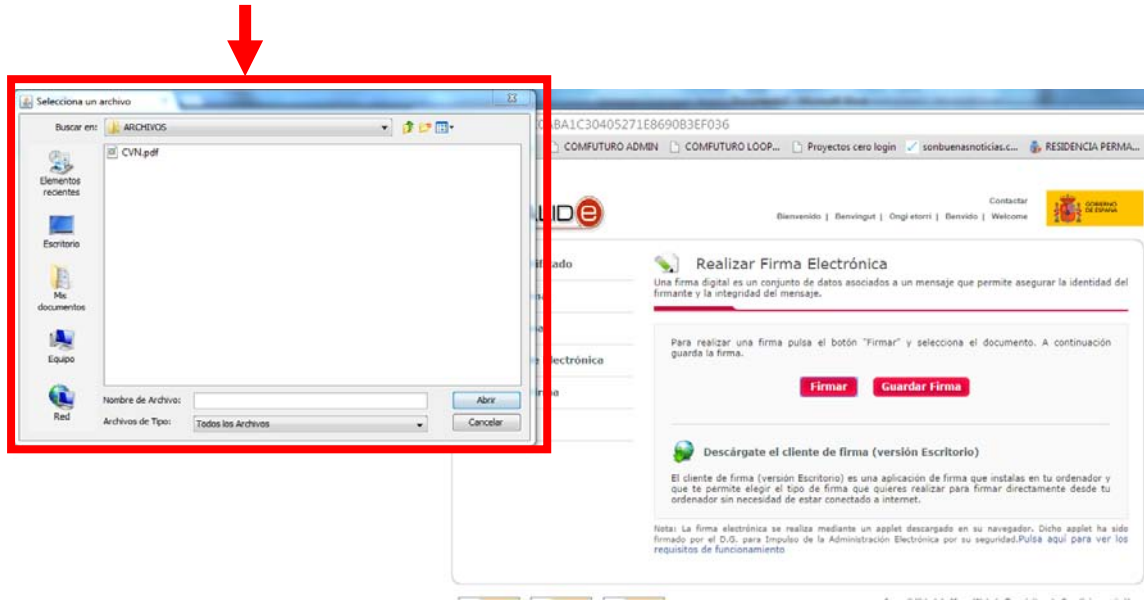 Selecciona un archivo
Buscar en:
ARCHIVOS
CVN.pdf
Elementos
recientes
Escritorio
Mis
documentos
Equipo
Red
Nombre de Archivo:
Abrir
Archivos de Tipo:
Todos los Archivos
Cancelar
ABA1C30405271E8690B3EF036
COMFUTURO ADMIN
COMFUTURO LOOP...
Proyectos cero login
sonbuenasnoticias.c...
RESIDENCIA PERMA...
LIDe
Contactar
Bienvenido | Benvingut | Ongi etorri | Benvido | Welcome
GOBIERNO
DE ESPAÑA
ificado
e Electrónica
Realizar Firma Electrónica
Una firma digital es un conjunto de datos asociados a un mensaje que permite asegurar la identidad del
firmante y la integridad del mensaje.
Para realizar una firma pulsa el botón "Firmar" y selecciona el documento. A continuación
guarda la firma.
Firmar
Guardar Firma
Descárgate el cliente de firma (versión Escritorio)
El cliente de firma (versión Escritorio) es una aplicación de firma que instalas en tu ordenador y
que te permite elegir el tipo de firma que quieres realizar para firmar directamente desde tu
ordenador sin necesidad de estar conectado a internet.
Nota: La firma electrónica se realiza mediante un applet descargado en su navegador. Dicho applet ha sido
firmado por el D.G. para Impulso de la Administración Electrónica por su seguridad.Pulsa aquí para ver los
requisitos de funcionamiento